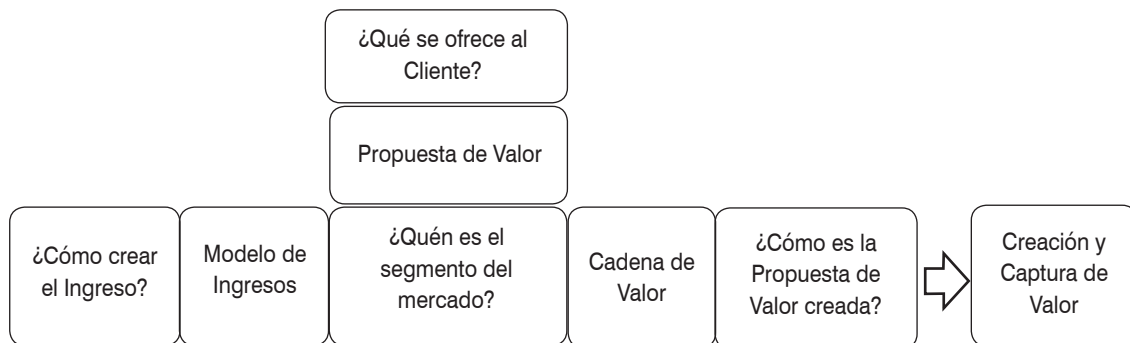 ¿Qué se ofrece al
Cliente?
Propuesta de Valor
¿Cómo crear
el Ingreso?
Modelo de
Ingresos
¿Quén es el
segmento del
mercado?
Cadena de
Valor
¿Cómo es la
Propuesta de
Valor creada?
Creación y
Captura de
Valor